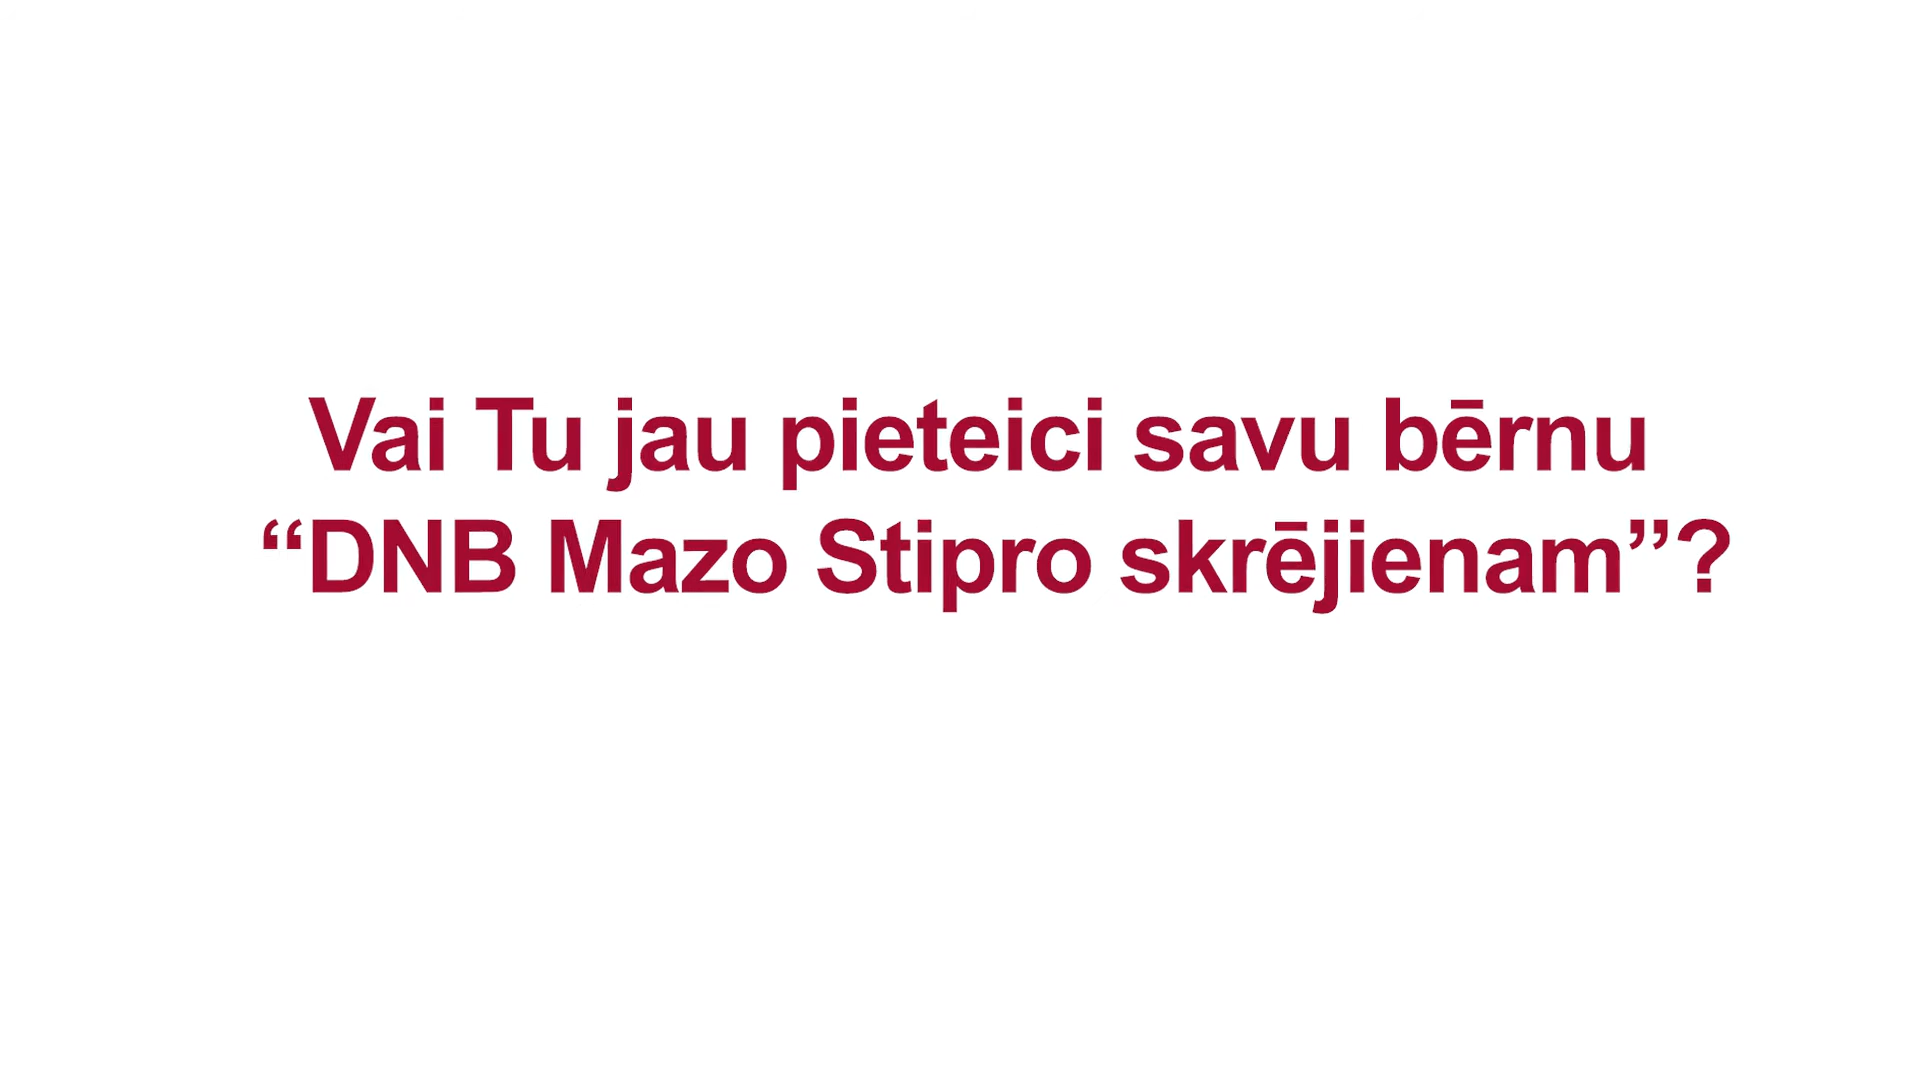 Vai Tu jau pieteici savu bērnu
“DNB Mazo Stipro skrējienam”?